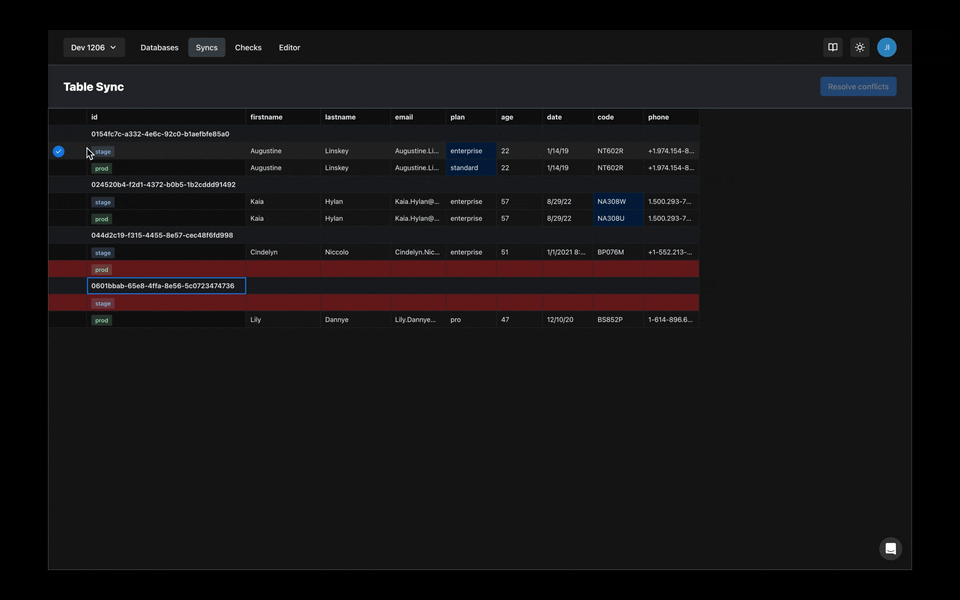 Dev 1206 Databases Syncs Checks Editor JI
Table Sync Resolve conflicts
id firstname lastname email plan age date code phone
0154fc7c-a332-4e6c-92c0-b1aefbfe85a0
stage Augustine Linskey Augustine.Li... enterprise 22 1/14/19 NT602R +1.974.154-8...
prod Augustine Linskey Augustine.Li... standard 22 1/14/19 NT602R +1.974.154-8...
024520b4-f2d1-4372-b0b5-1b2cddd91492
stage Kaia Hylan Kaia.Hylan@... enterprise 57 8/29/22 NA308W 1.500.293-7...
prod Kaia Hylan Kaia.Hylan@... enterprise 57 8/29/22 NA308U 1.500.293-7...
044d2c19-f315-4455-8e57-cec48f6fd998
stage Cindelyn Niccolo Cindelyn.Nic... enterprise 51 1/1/2021 8:... BP076M +1-552.213-...
prod
0601bbab-65e8-4ffa-8e56-5c0723474736
stage
prod Lily Dannye Lily.Dannye... pro 47 12/10/20 BS852P 1-614-896.6...